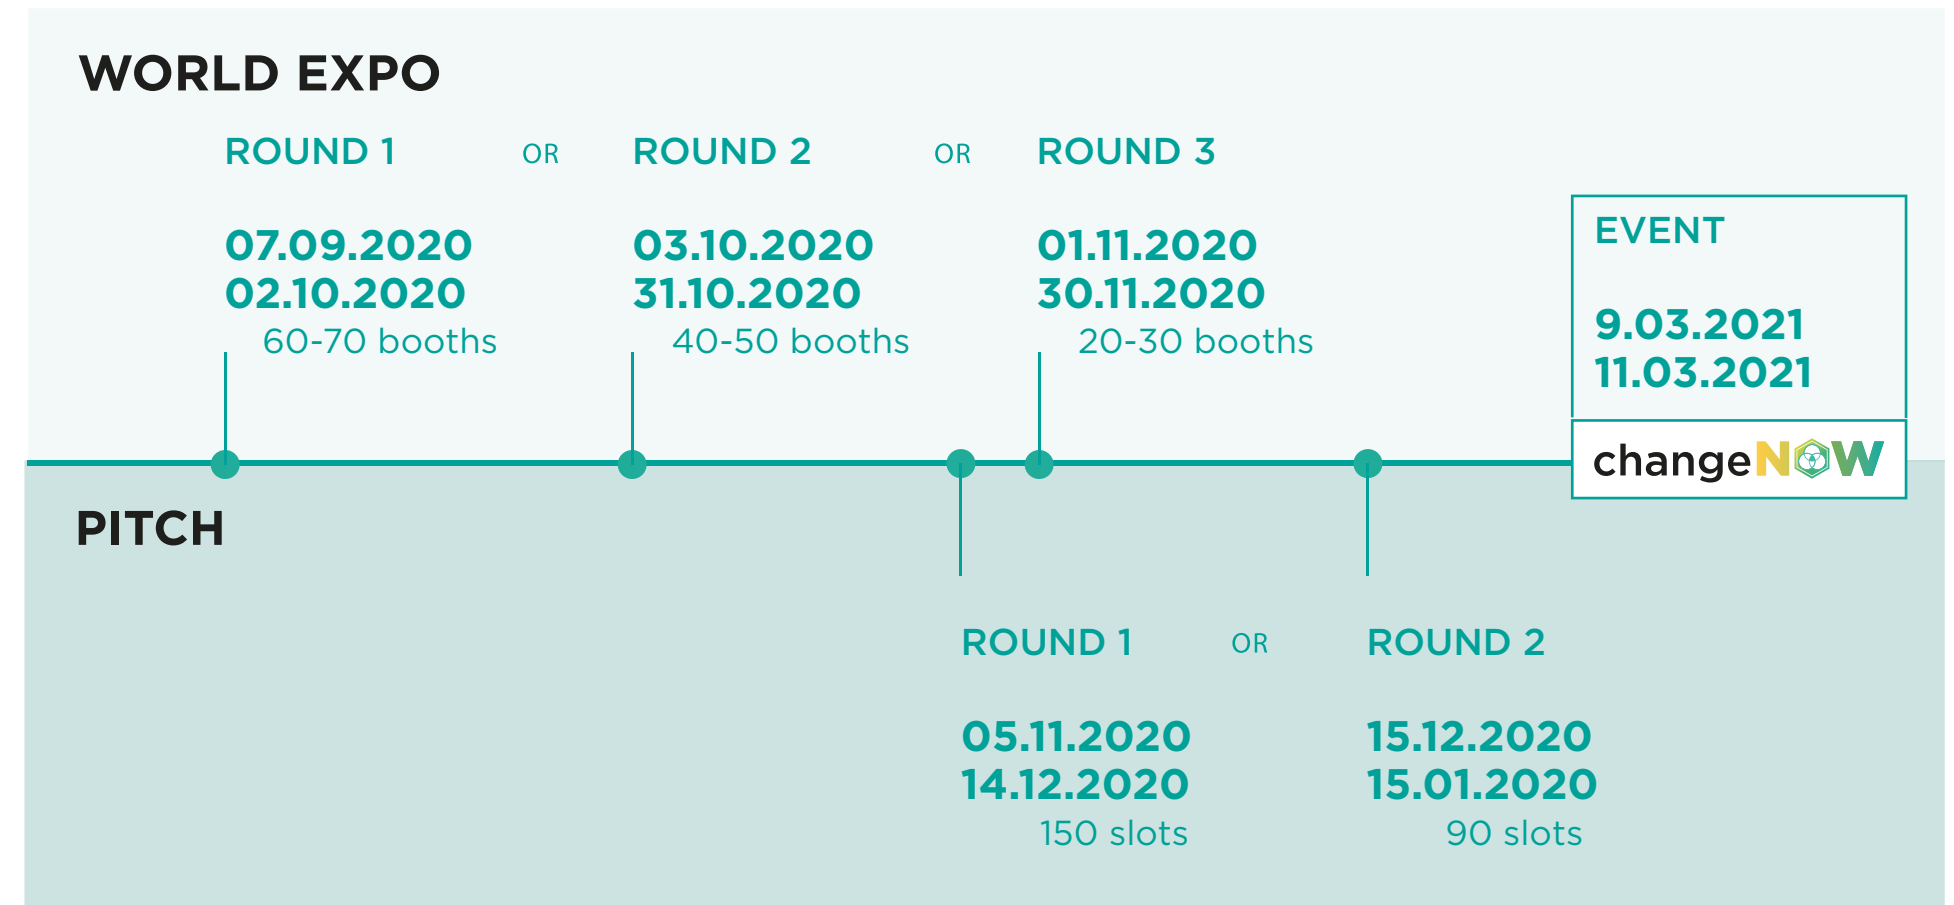 WORLD EXPO
ROUND 1 OR ROUND 2 OR ROUND 3
07.09.2020
02.10.2020
60-70 booths
03.10.2020
31.10.2020
40-50 booths
01.11.2020
30.11.2020
20-30 booths
EVENT
9.03.2021
11.03.2021
changeNOW
PITCH
ROUND 1 OR ROUND 2
05.11.2020
14.12.2020
150 slots
15.12.2020
15.01.2020
90 slots